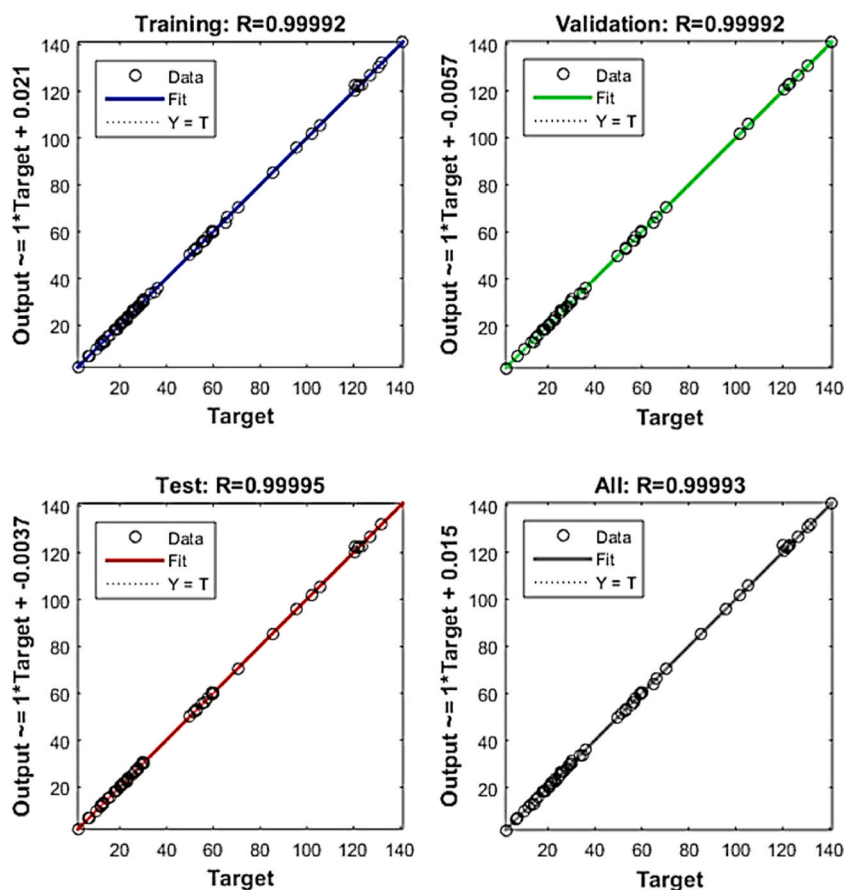 Training: R=0.99992
Output ~= 1*Target + 0.021
140
120
100
80
60
40
20
Data
Fit
Y = T
20 40 60 80 100 120 140
Target
Validation: R=0.99992
Output ~= 1*Target + -0.0057
140
120
100
80
60
40
20
Data
Fit
Y = T
20 40 60 80 100 120 140
Target
Test: R=0.99995
Output ~= 1*Target + -0.0037
140
120
100
80
60
40
20
Data
Fit
Y = T
20 40 60 80 100 120 140
Target
All: R=0.99993
Output ~= 1*Target + 0.015
140
120
100
80
60
40
20
Data
Fit
Y = T
20 40 60 80 100 120 140
Target